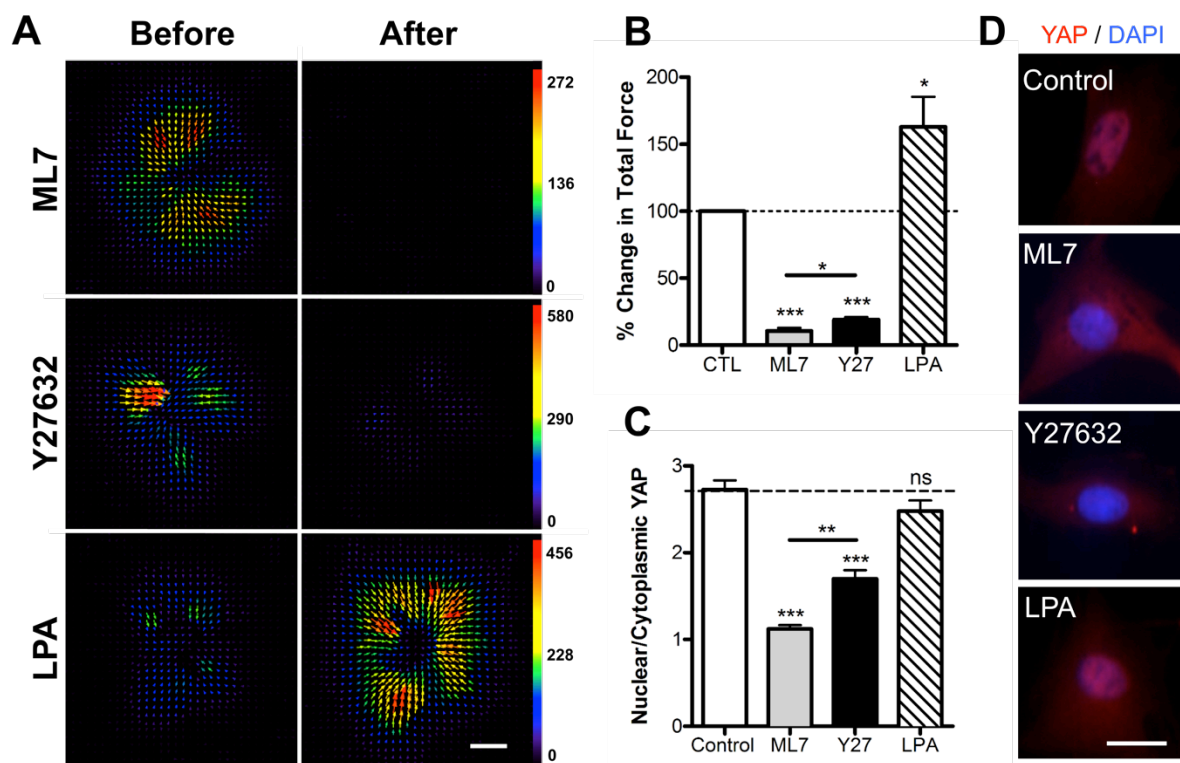 A
Before
After
ML7
272
136
0
Y27632
580
290
0
LPA
456
228
0
B
% Change in Total Force
200
150
100
50
0
*
***
***
*
CTL
ML7
Y27
LPA
C
Nuclear/Cytoplasmic YAP
3
2
1
0
**
***
***
ns
Control
ML7
Y27
LPA
D
YAP / DAPI
Control
ML7
Y27632
LPA